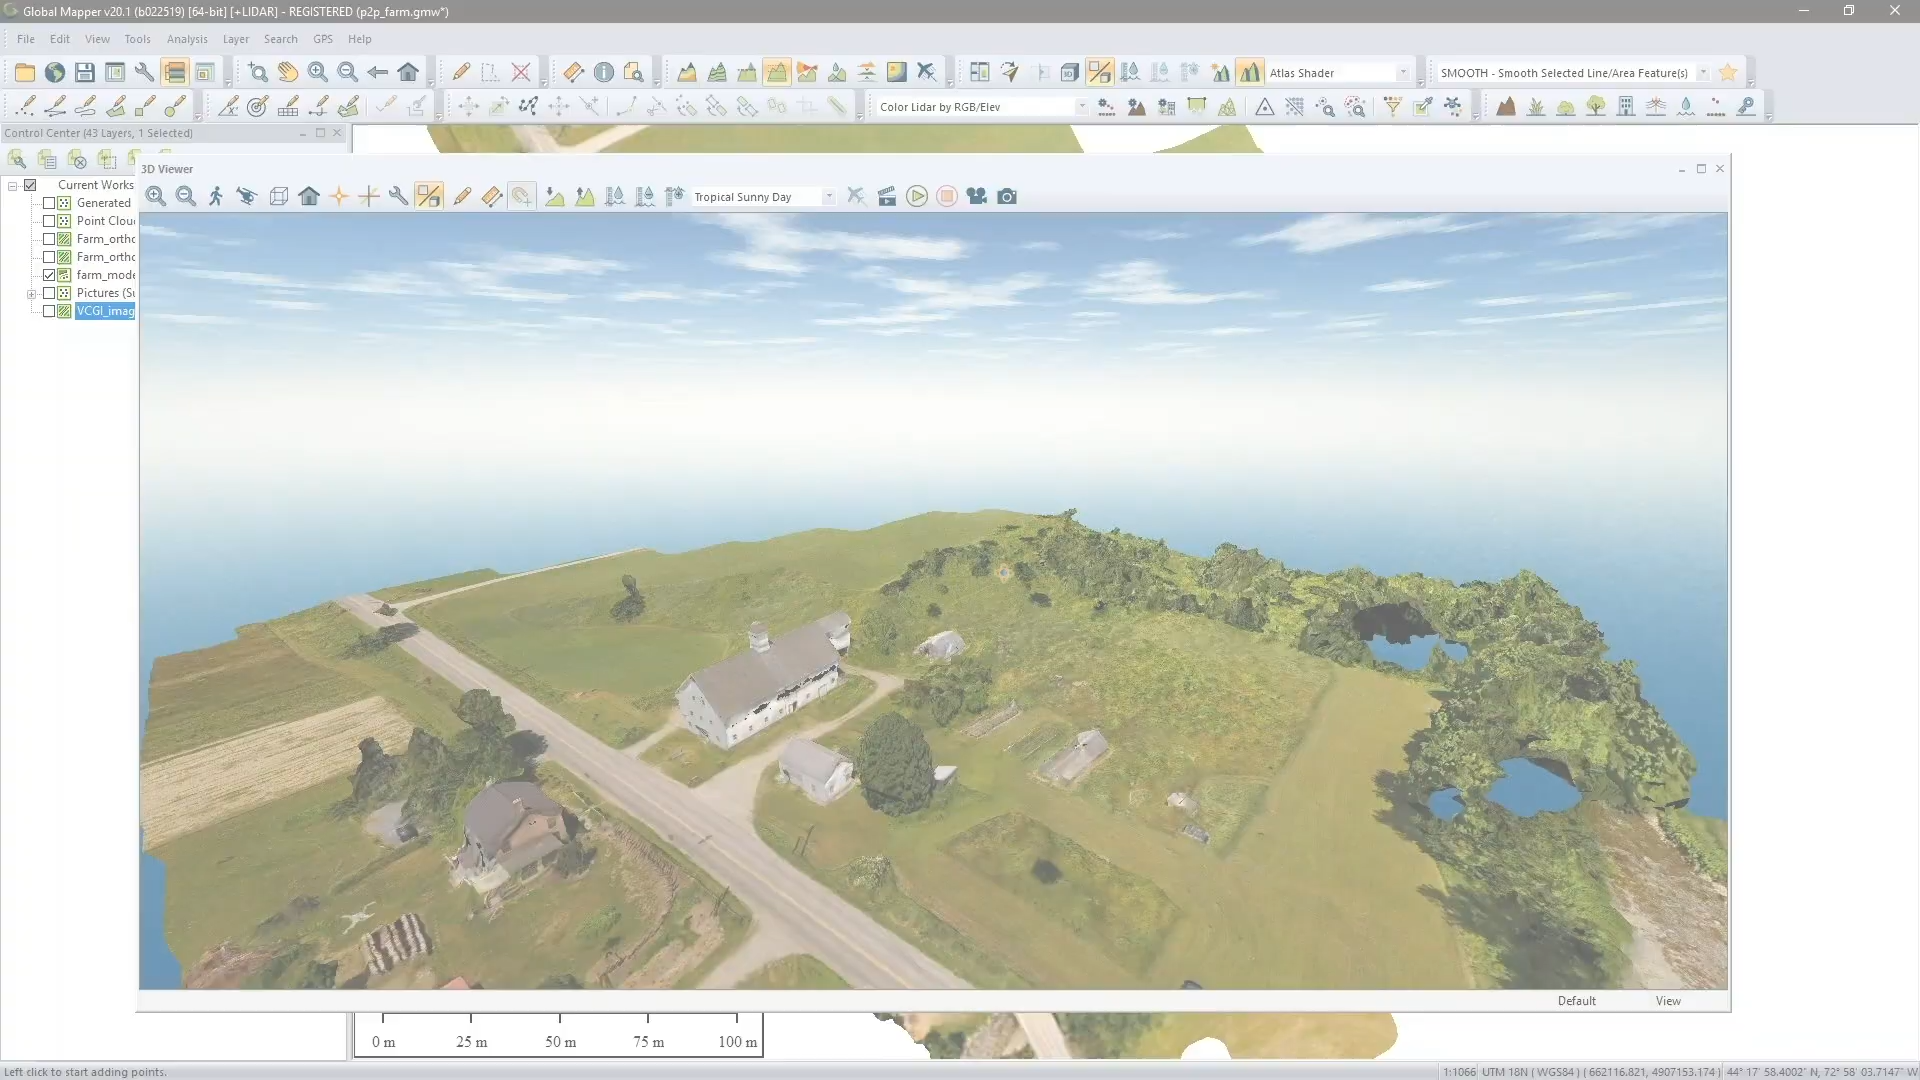 Global Mapper v20.1 (b022519) [64-bit] [+LIDAR] - REGISTERED (p2p_farm.gmw*)
File Edit View Tools Analysis Layer Search GPS Help
Atlas Shader
SMOOTH - Smooth Selected Line/Area Feature(s)
Color Lidar by RGB/Elev
Control Center (43 Layers, 1 Selected)
Current Works
Generated
Point Clou
Farm_ortho
Farm_ortho
farm_mode
Pictures (Su
VCGI_imag
3D Viewer
Tropical Sunny Day
Default View
0 m 25 m 50 m 75 m 100 m
Left click to start adding points.
1:1066 UTM 18N ( WGS84 ) ( 662116.821, 4907153.174 ) 44° 17' 58.4002" N, 72° 58' 03.7147" W